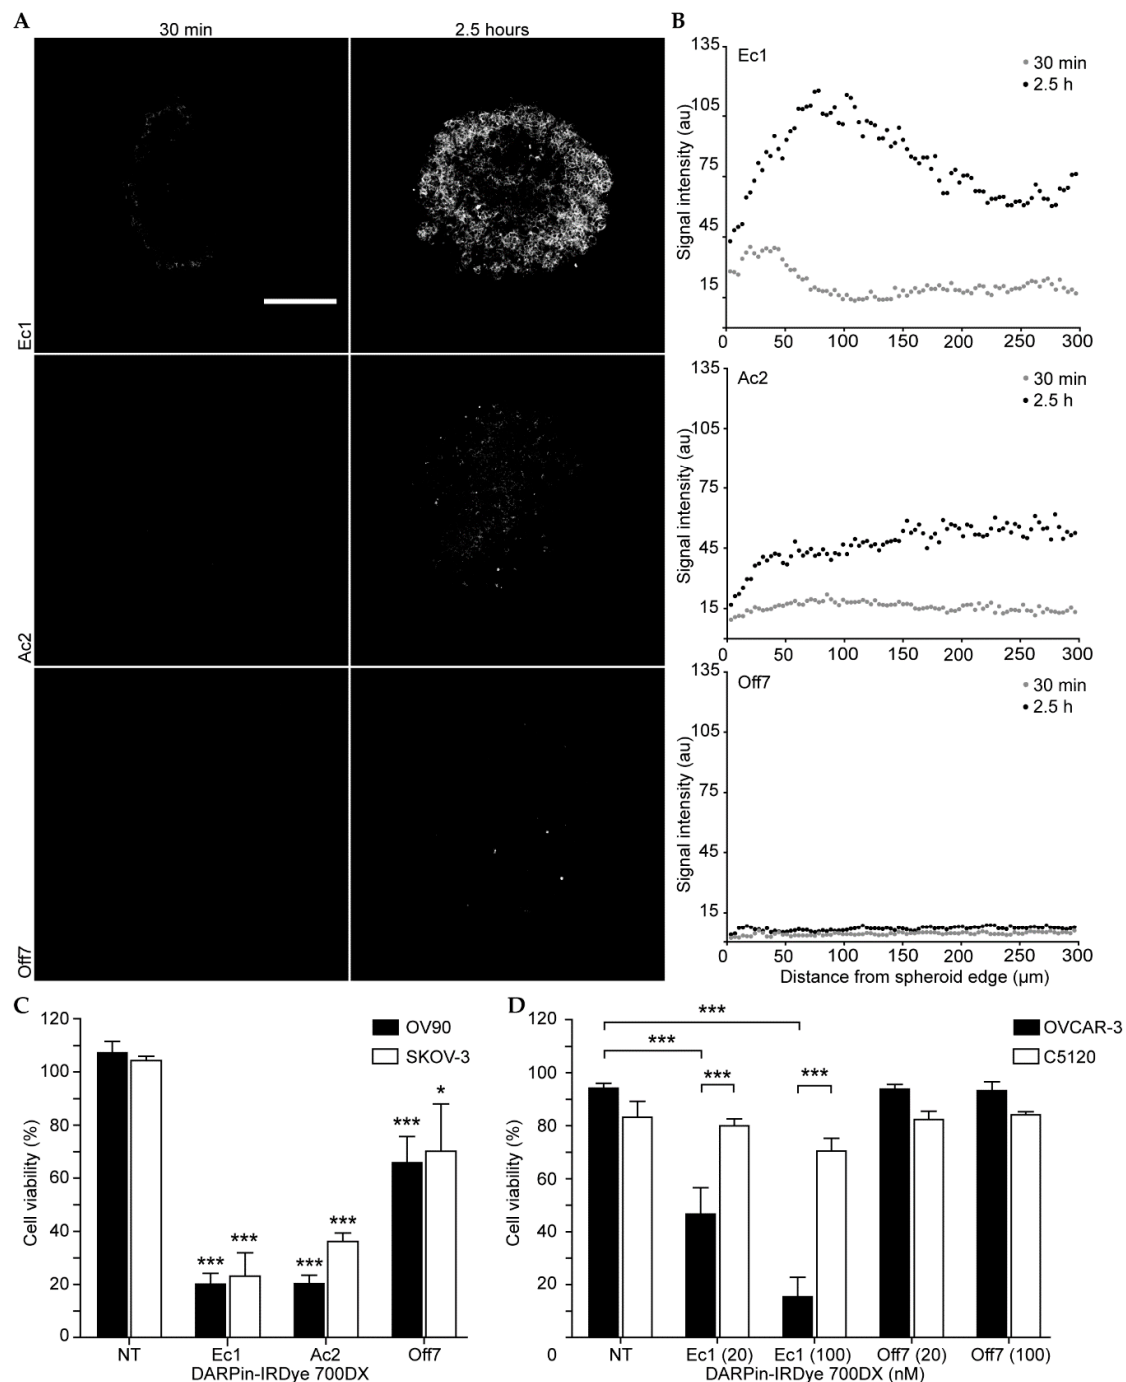 A
30 min
2.5 hours
Ec1
Ac2
Off7
B
135
105
75
45
15
Signal intensity (au)
Ec1
30 min
2.5 h
0 50 100 150 200 250 300
135
105
75
45
15
Signal intensity (au)
Ac2
30 min
2.5 h
0 50 100 150 200 250 300
135
105
75
45
15
Signal intensity (au)
Off7
30 min
2.5 h
0 50 100 150 200 250 300
Distance from spheroid edge (µm)
C
120
100
80
60
40
20
0
Cell viability (%)
OV90
SKOV-3
*** *** *** *** *** *
NT Ec1 Ac2 Off7
DARPin-IRDye 700DX
D
120
100
80
60
40
20
0
Cell viability (%)
OVCAR-3
C5120
***
***
*** ***
NT Ec1 (20) Ec1 (100) Off7 (20) Off7 (100)
DARPin-IRDye 700DX (nM)